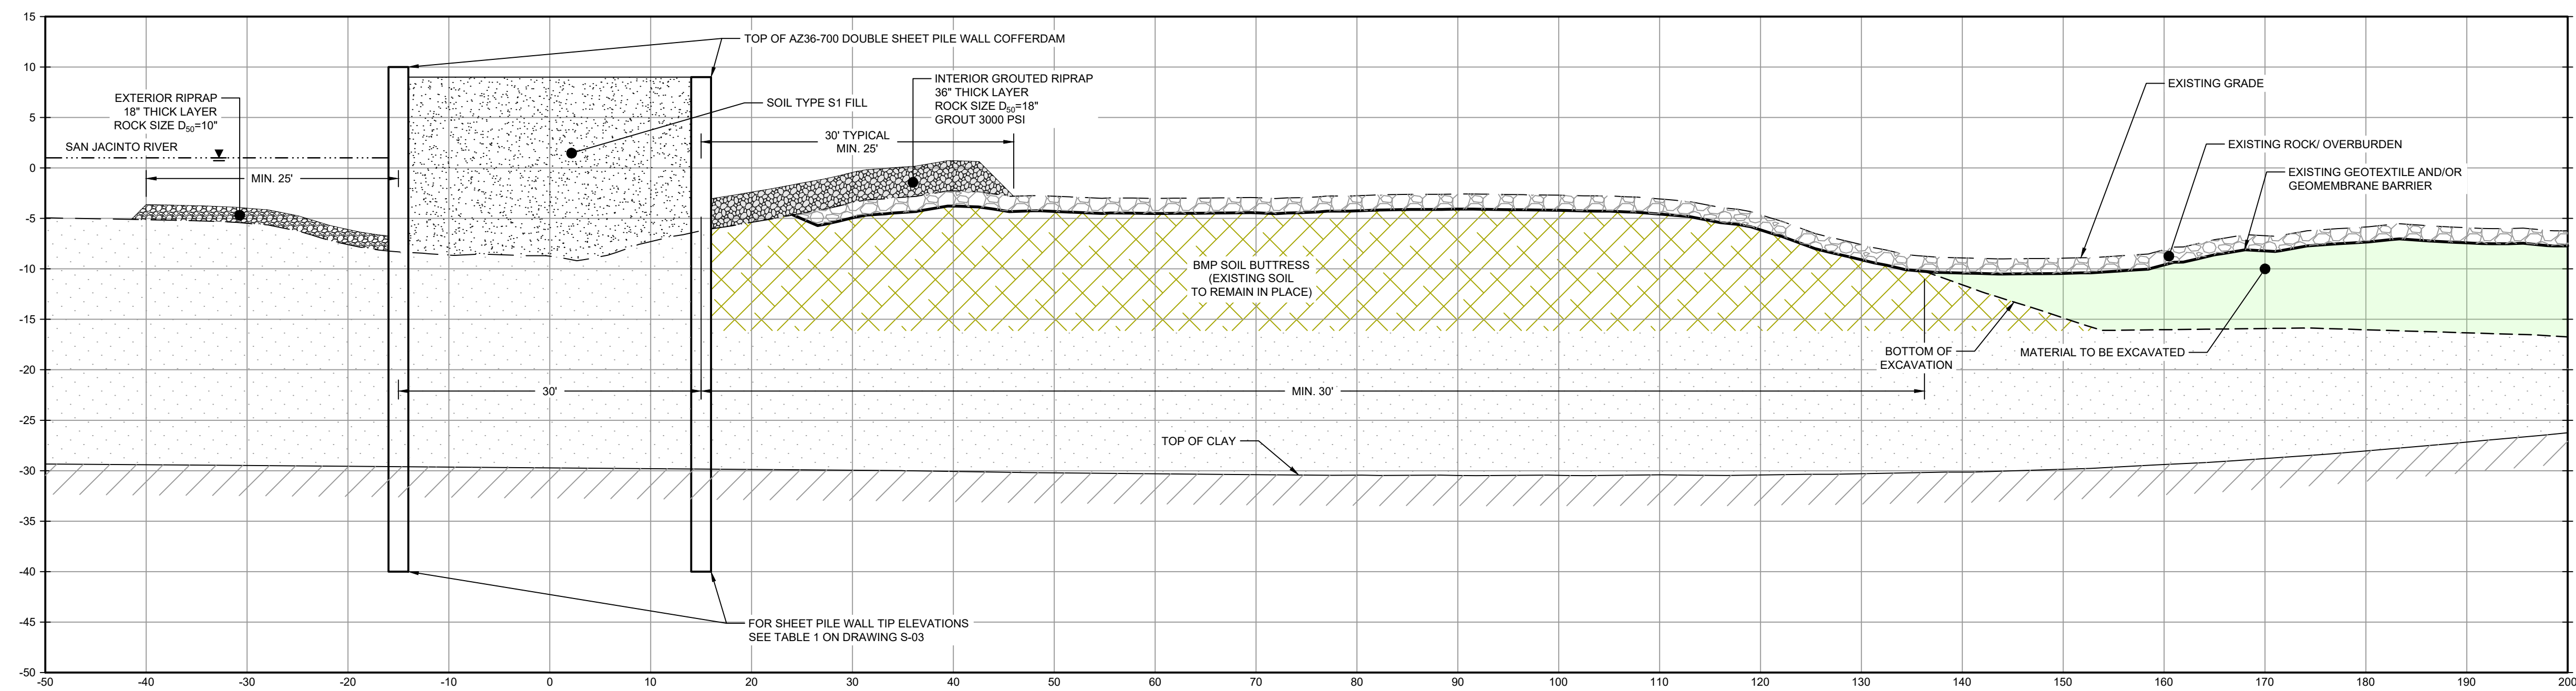 TOP OF AZ36-700 DOUBLE SHEET PILE WALL COFFERDAM
EXTERIOR RIPRAP
18" THICK LAYER
ROCK SIZE D50=10"
SAN JACINTO RIVER
MIN. 25'
SOIL TYPE S1 FILL
INTERIOR GROUTED RIPRAP
36" THICK LAYER
ROCK SIZE D50=18"
GROUT 3000 PSI
30' TYPICAL
MIN. 25'
EXISTING GRADE
EXISTING ROCK/ OVERBURDEN
EXISTING GEOTEXTILE AND/OR
GEOMEMBRANE BARRIER
BMP SOIL BUTTRESS
(EXISTING SOIL
TO REMAIN IN PLACE)
BOTTOM OF
EXCAVATION
MATERIAL TO BE EXCAVATED
30'
MIN. 30'
TOP OF CLAY
FOR SHEET PILE WALL TIP ELEVATIONS
SEE TABLE 1 ON DRAWING S-03
15
10
5
0
-5
-10
-15
-20
-25
-30
-35
-40
-45
-50
-50 -40 -30 -20 -10 0 10 20 30 40 50 60 70 80 90 100 110 120 130 140 150 160 170 180 190 200